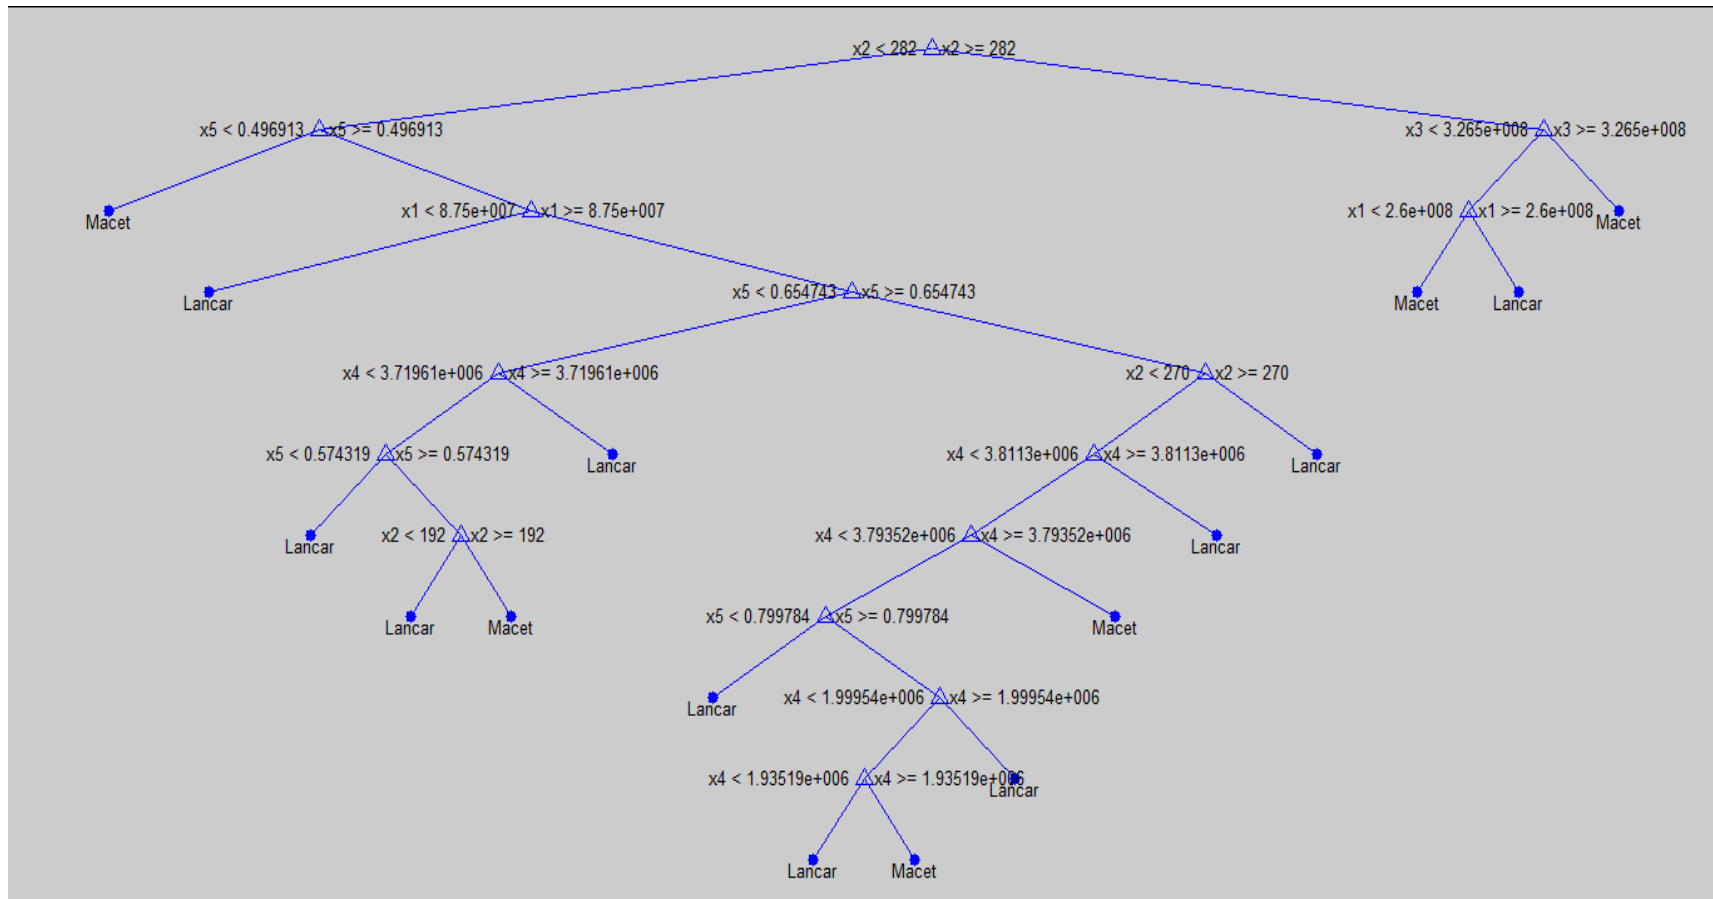 x2 < 282 x2 >= 282
x5 < 0.496913 x5 >= 0.496913
x3 < 3.265e+008 x3 >= 3.265e+008
Macet
x1 < 8.75e+007 x1 >= 8.75e+007
x1 < 2.6e+008 x1 >= 2.6e+008
Macet
Lancar
x5 < 0.654743 x5 >= 0.654743
Macet
Lancar
x4 < 3.71961e+006 x4 >= 3.71961e+006
x2 < 270 x2 >= 270
x5 < 0.574319 x5 >= 0.574319
Lancar
x4 < 3.8113e+006 x4 >= 3.8113e+006
Lancar
Lancar
x2 < 192 x2 >= 192
x4 < 3.79352e+006 x4 >= 3.79352e+006
Lancar
Lancar
Macet
x5 < 0.799784 x5 >= 0.799784
Macet
Lancar
x4 < 1.99954e+006 x4 >= 1.99954e+006
x4 < 1.93519e+006 x4 >= 1.93519e+006
Lancar
Lancar
Macet